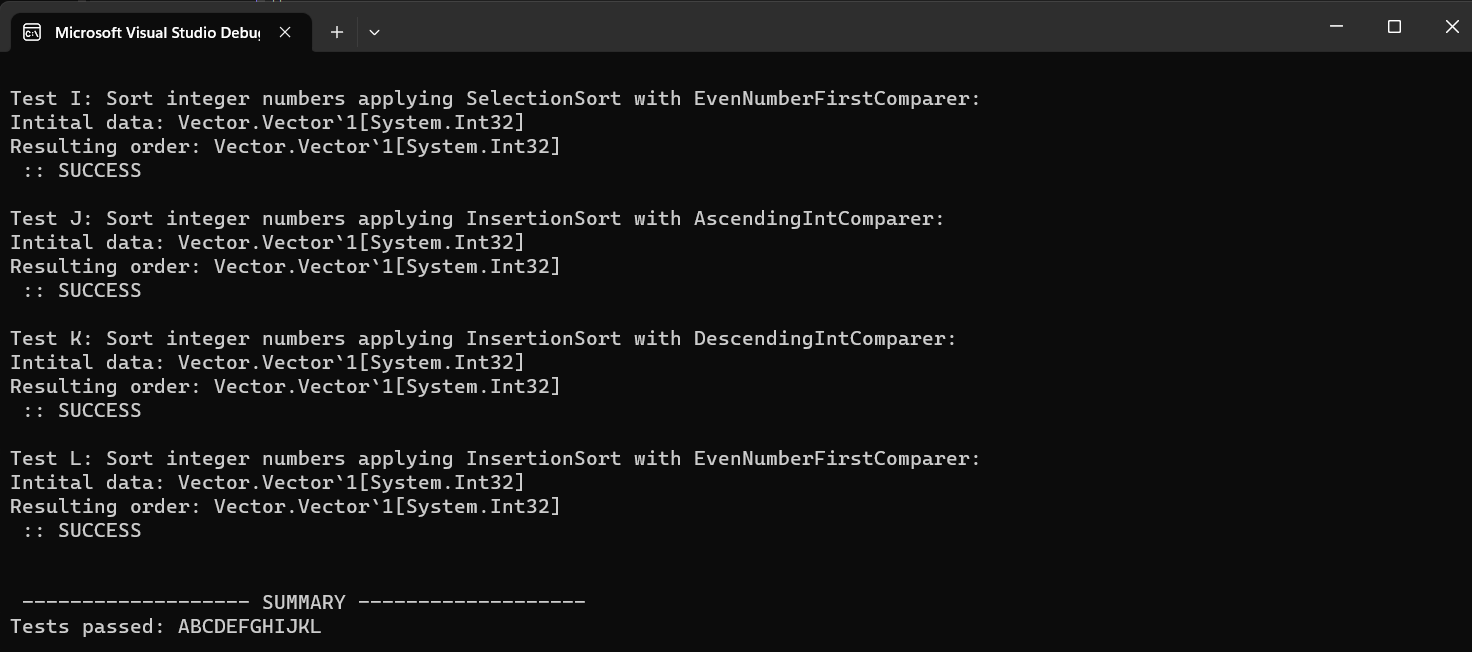 Microsoft Visual Studio Debug
Test I: Sort integer numbers applying SelectionSort with EvenNumberFirstComparer:
Intital data: Vector.Vector`1[System.Int32]
Resulting order: Vector.Vector`1[System.Int32]
:: SUCCESS
Test J: Sort integer numbers applying InsertionSort with AscendingIntComparer:
Intital data: Vector.Vector`1[System.Int32]
Resulting order: Vector.Vector`1[System.Int32]
:: SUCCESS
Test K: Sort integer numbers applying InsertionSort with DescendingIntComparer:
Intital data: Vector.Vector`1[System.Int32]
Resulting order: Vector.Vector`1[System.Int32]
:: SUCCESS
Test L: Sort integer numbers applying InsertionSort with EvenNumberFirstComparer:
Intital data: Vector.Vector`1[System.Int32]
Resulting order: Vector.Vector`1[System.Int32]
:: SUCCESS
------------------- SUMMARY -------------------
Tests passed: ABCDEFGHIJKL